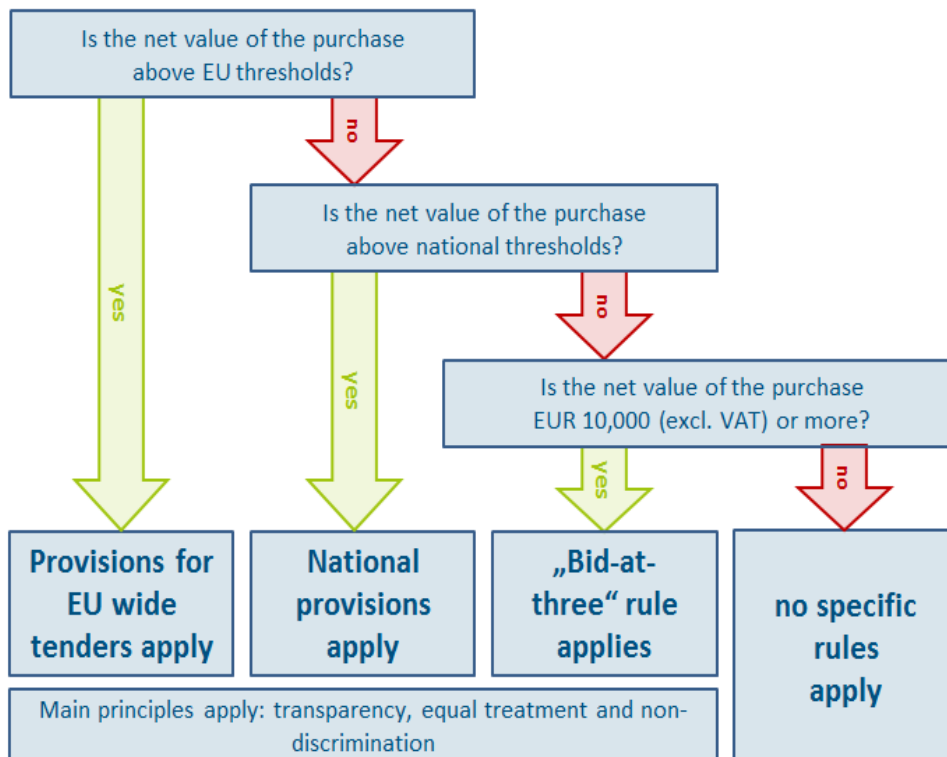 Is the net value of the purchase
above EU thresholds?
yes
no
Is the net value of the purchase
above national thresholds?
yes
no
Is the net value of the purchase
EUR 10,000 (excl. VAT) or more?
yes
no
Provisions for
EU wide
tenders apply
National
provisions
apply
„Bid-at-
three“ rule
applies
no specific
rules
apply
Main principles apply: transparency, equal treatment and non-
discrimination